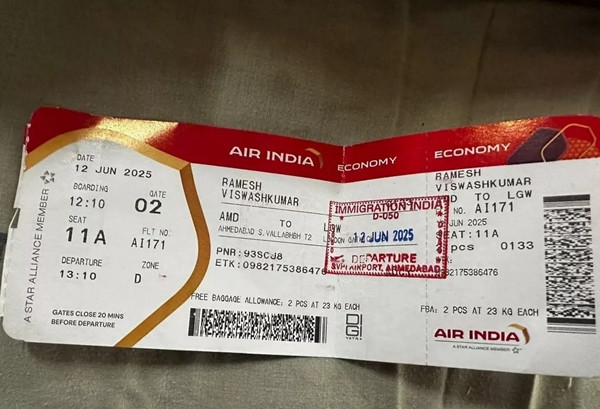 AIR INDIA
ECONOMY
ECONOMY
DATE
12 JUN 2025
BOARDING
12:10
GATE
02
SEAT
11A
FLT NO.
AI171
DEPARTURE
13:10
ZONE
D
A STAR ALLIANCE MEMBER
GATES CLOSE 20 MINS
BEFORE DEPARTURE
RAMESH
VISWASHKUMAR
AMD TO LGW
AHMEDABAD S.VALLABHBH T2 LONDON
PNR:93SCJ8
ETK:0982175386476
FREE BAGGAGE ALLOWANCE: 2 PCS AT 23 KG EACH
DIGI
YATRA
IMMIGRATION INDIA
D-050
12 JUN 2025
DEPARTURE
SVPI AIRPORT, AHMEDABAD
RAMESH
VISWASHKUMAR
TO LGW
NO. AI171
SEAT:11A
pcs 0133
82175386476
FBA: 2 PCS AT 23 KG EACH
AIR INDIA
A STAR ALLIANCE MEMBER